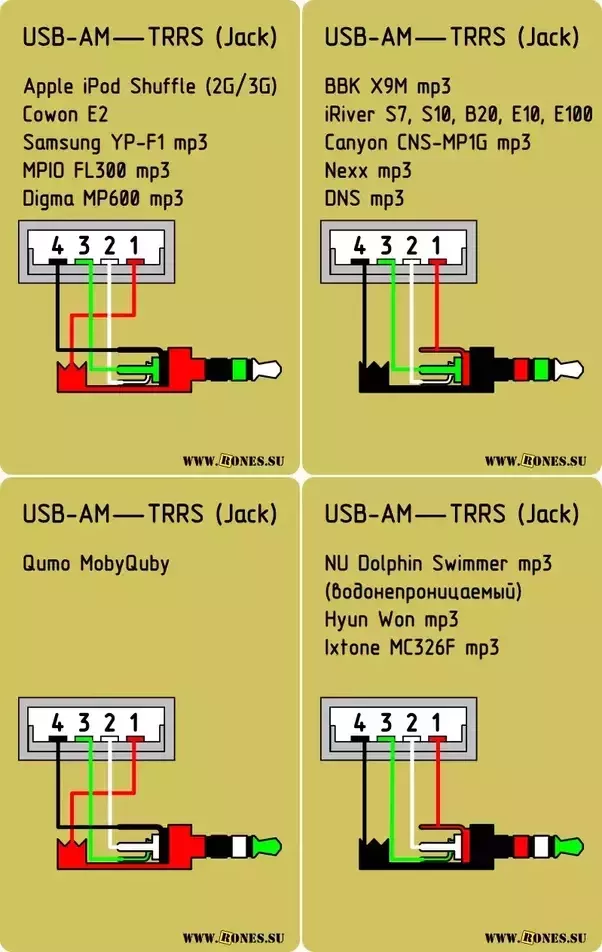 USB-AM—TRRS (Jack)
Apple iPod Shuffle (2G/3G)
Cowon E2
Samsung YP-F1 mp3
MPIO FL300 mp3
Digma MP600 mp3
4 3 2 1
WWW.RONES.SU
USB-AM—TRRS (Jack)
BBK X9M mp3
iRiver S7, S10, B20, E10, E100
Canyon CNS-MP1G mp3
Nexx mp3
DNS mp3
4 3 2 1
WWW.RONES.SU
USB-AM—TRRS (Jack)
Qumo MobyQuby
4 3 2 1
WWW.RONES.SU
USB-AM—TRRS (Jack)
NU Dolphin Swimmer mp3
(водонепроницаемый)
Hyun Won mp3
Ixtone MC326F mp3
4 3 2 1
WWW.RONES.SU